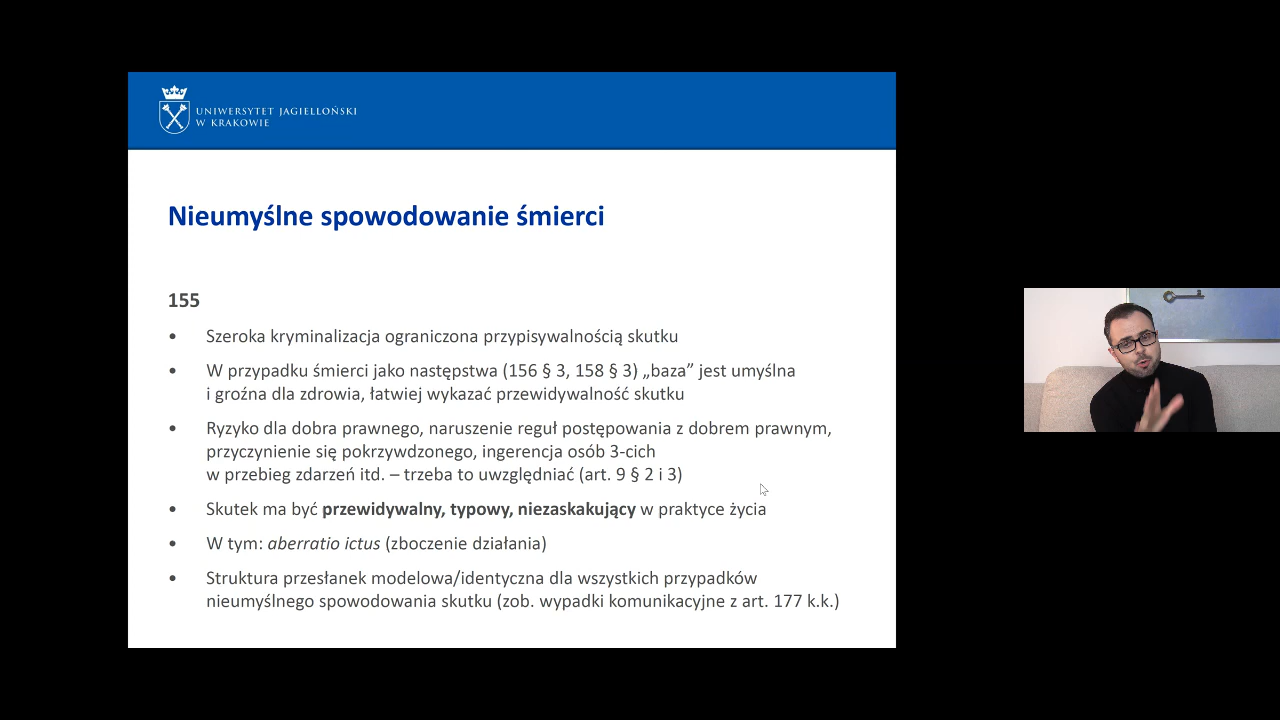 UNIWERSYTET JAGIELLOŃSKI
W KRAKOWIE
Nieumyślne spowodowanie śmierci
155
• Szeroka kryminalizacja ograniczona przypisywalnością skutku
• W przypadku śmierci jako następstwa (156 § 3, 158 § 3) „baza” jest umyślna
i groźna dla zdrowia, łatwiej wykazać przewidywalność skutku
• Ryzyko dla dobra prawnego, naruszenie reguł postępowania z dobrem prawnym,
przyczynienie się pokrzywdzonego, ingerencja osób 3-cich
w przebieg zdarzeń itd. – trzeba to uwzględniać (art. 9 § 2 i 3)
• Skutek ma być przewidywalny, typowy, niezaskakujący w praktyce życia
• W tym: aberratio ictus (zboczenie działania)
• Struktura przesłanek modelowa/identyczna dla wszystkich przypadków
nieumyślnego spowodowania skutku (zob. wypadki komunikacyjne z art. 177 k.k.)